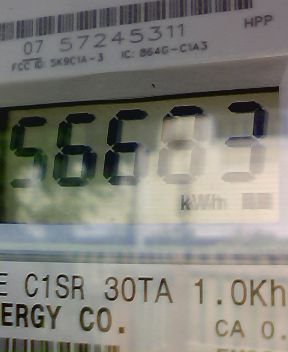 HPP
07 57245311
FCC ID: SK9C1A-3 IC: 864G-C1A3
kWh
E C1SR 30TA 1.0Kh
ERGY CO.
CA 0.